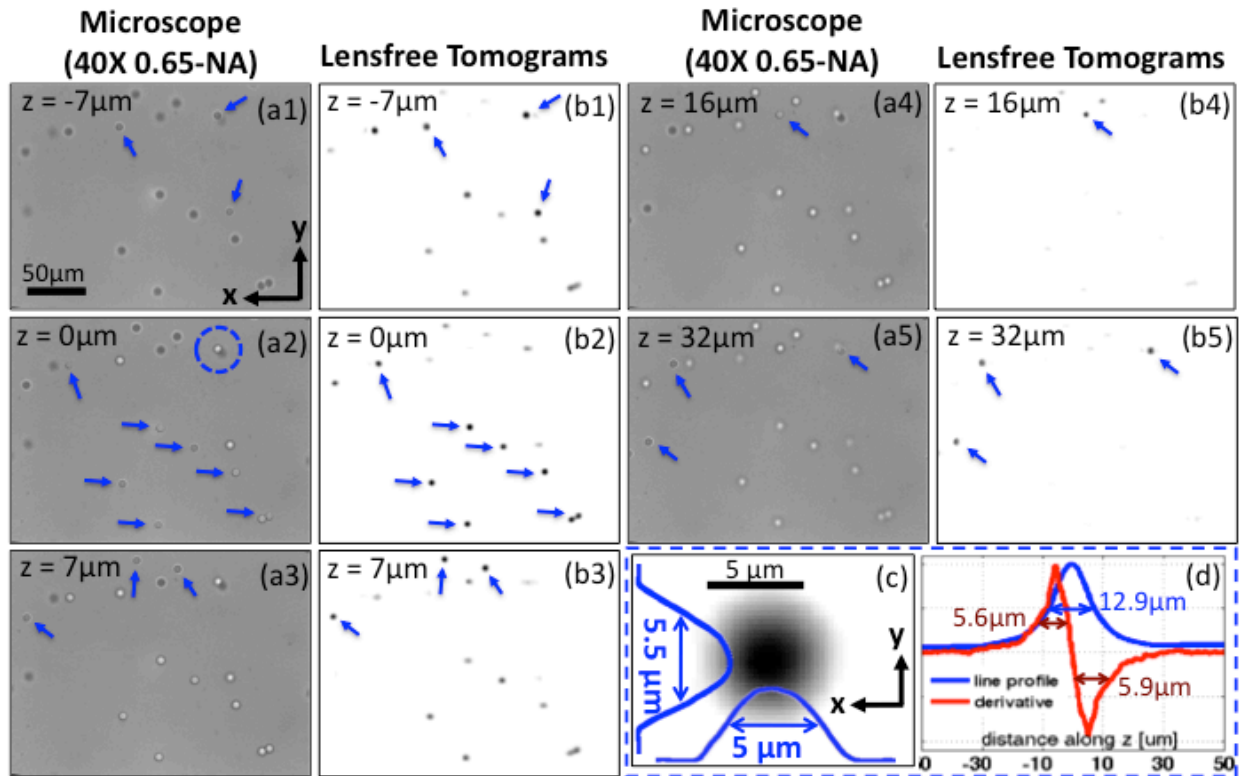 Microscope
(40X 0.65-NA)
Lensfree Tomograms
Microscope
(40X 0.65-NA)
Lensfree Tomograms
z = -7µm
(a1)
y
50µm
x
z = -7µm
(b1)
z = 16µm
(a4)
z = 16µm
(b4)
z = 0µm
(a2)
z = 0µm
(b2)
z = 32µm
(a5)
z = 32µm
(b5)
z = 7µm
(a3)
z = 7µm
(b3)
5 µm
(c)
5.5 µm
y
x
5 µm
(d)
12.9µm
5.6µm
5.9µm
line profile
derivative
distance along z [um]
-30 -10 10 30 50